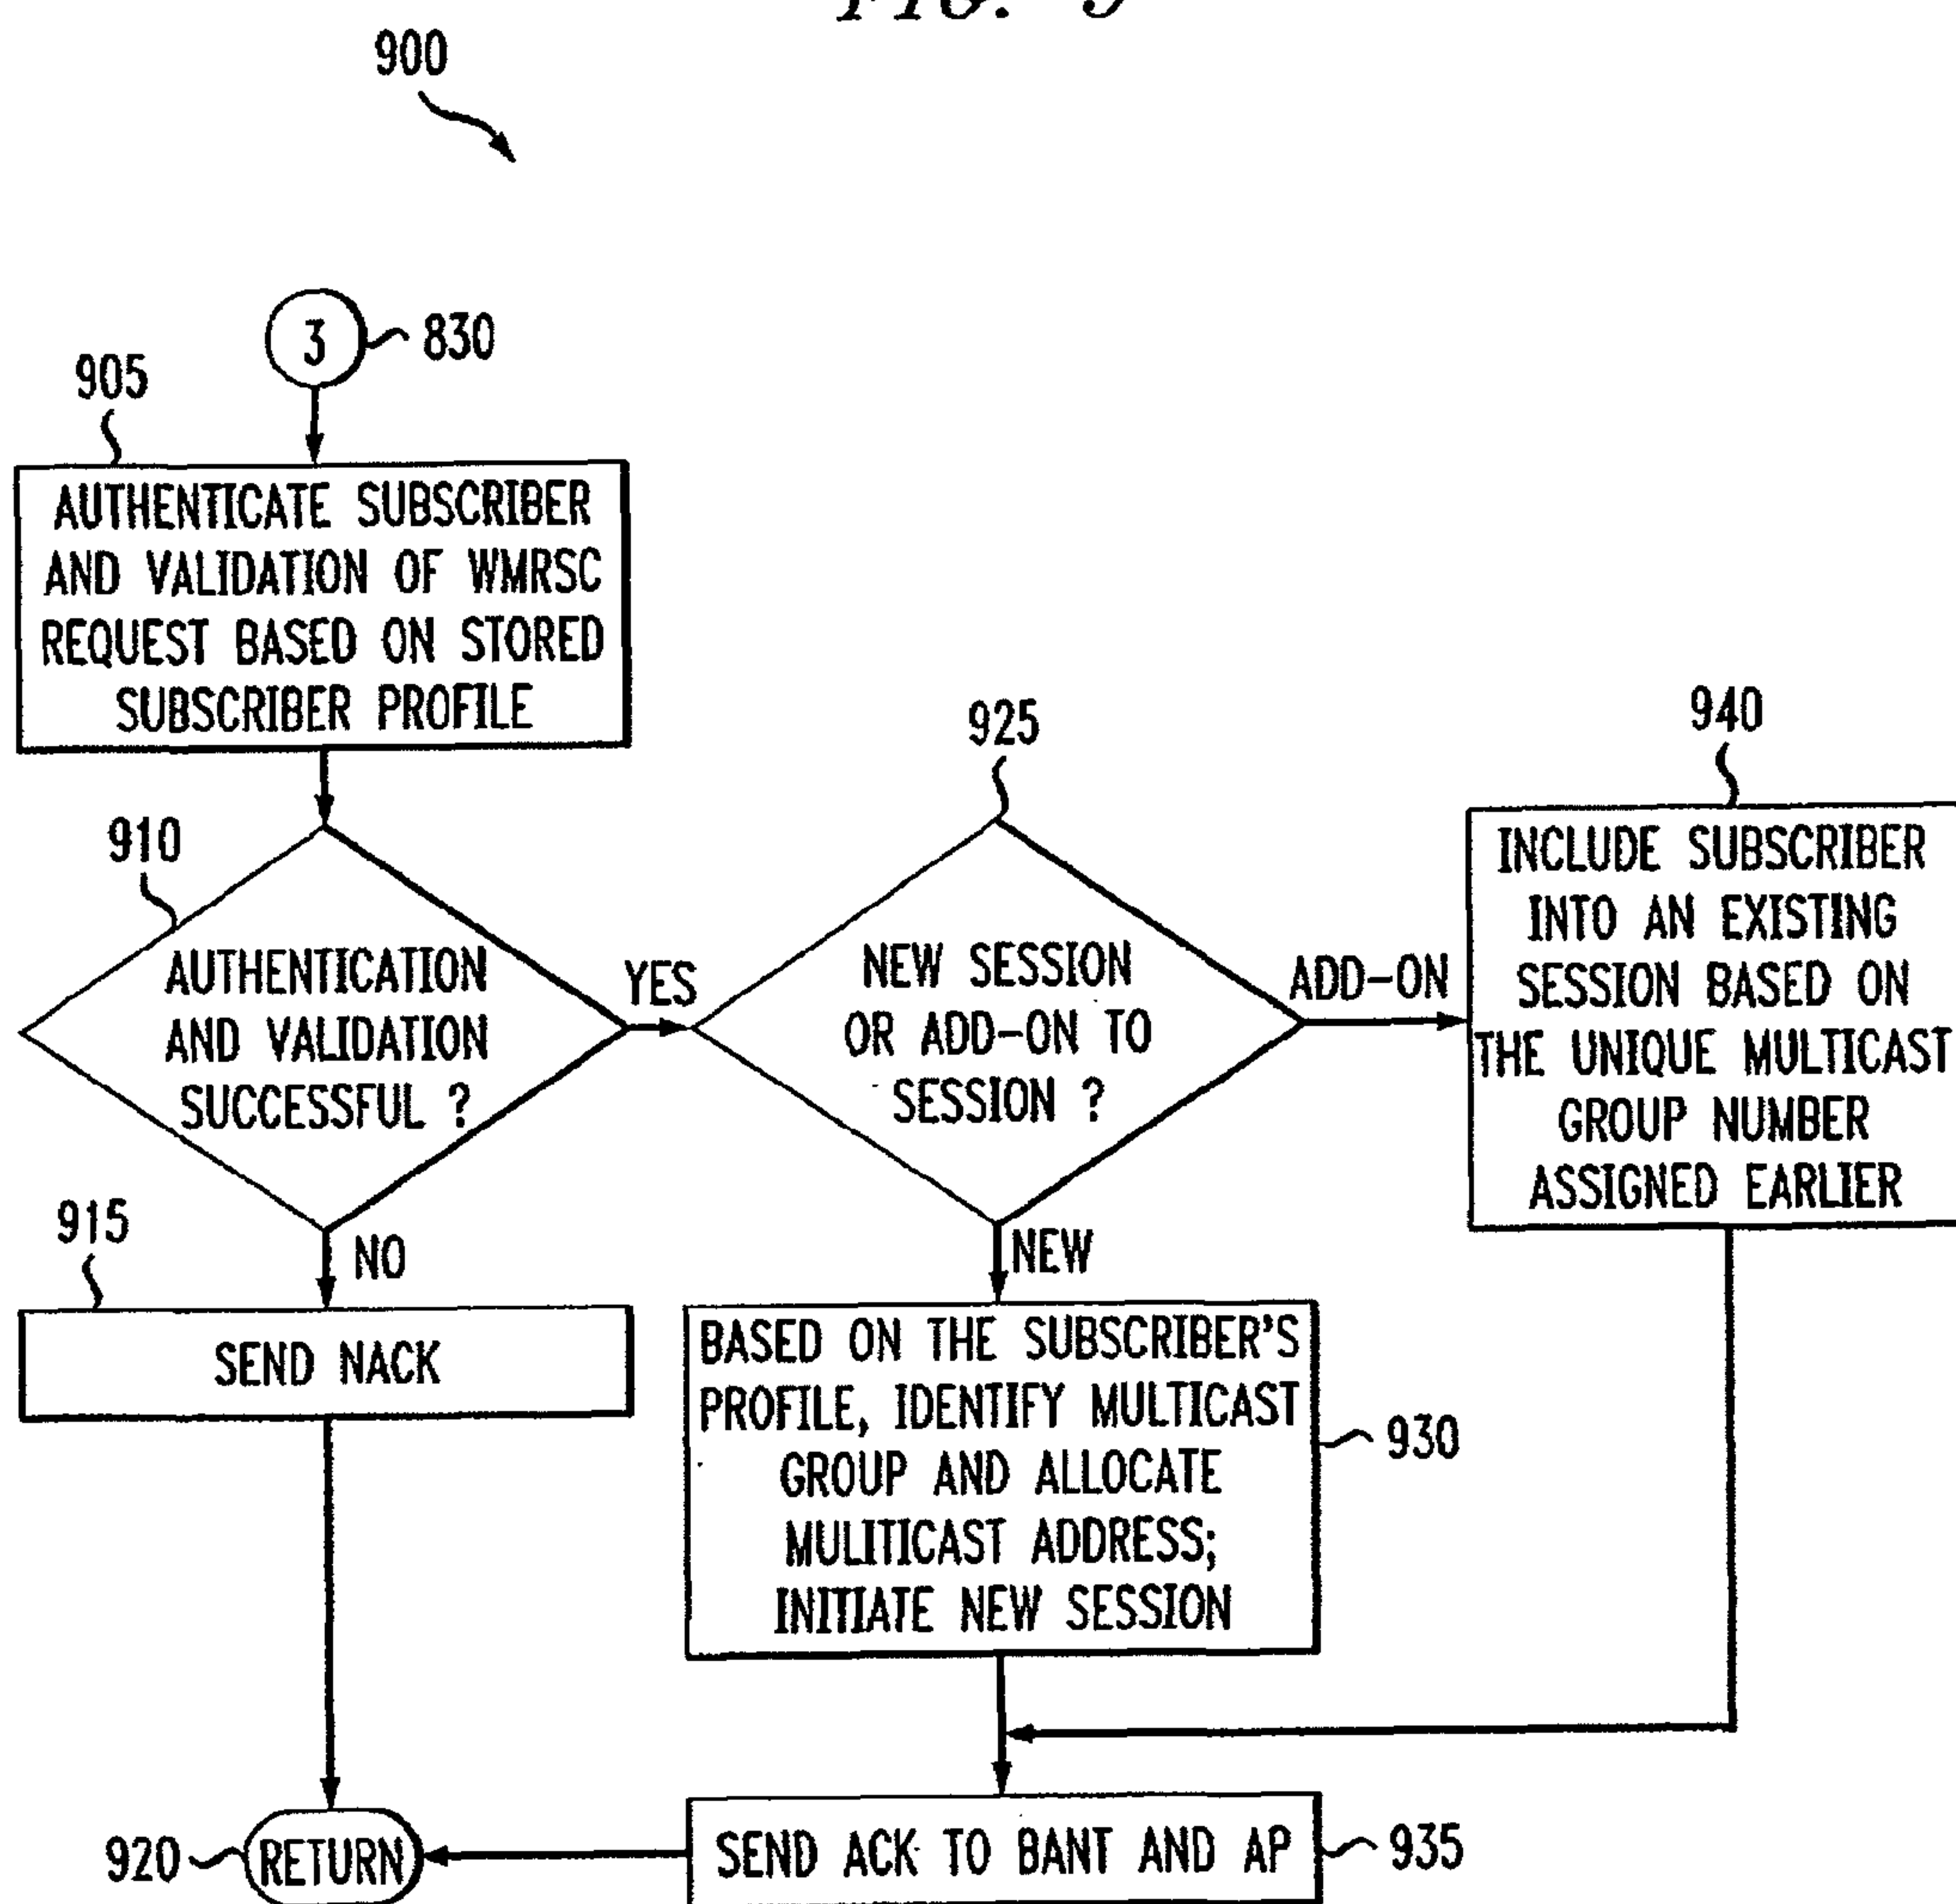 FIG. 9
900
3
830
905
AUTHENTICATE SUBSCRIBER
AND VALIDATION OF WMRSC
REQUEST BASED ON STORED
SUBSCRIBER PROFILE
910
AUTHENTICATION
AND VALIDATION
SUCCESSFUL ?
YES
NO
925
NEW SESSION
OR ADD-ON TO
SESSION ?
ADD-ON
NEW
940
INCLUDE SUBSCRIBER
INTO AN EXISTING
SESSION BASED ON
THE UNIQUE MULTICAST
GROUP NUMBER
ASSIGNED EARLIER
915
SEND NACK
BASED ON THE SUBSCRIBER'S
PROFILE, IDENTIFY MULTICAST
GROUP AND ALLOCATE
MULITICAST ADDRESS;
INITIATE NEW SESSION
930
920
RETURN
SEND ACK TO BANT AND AP
935